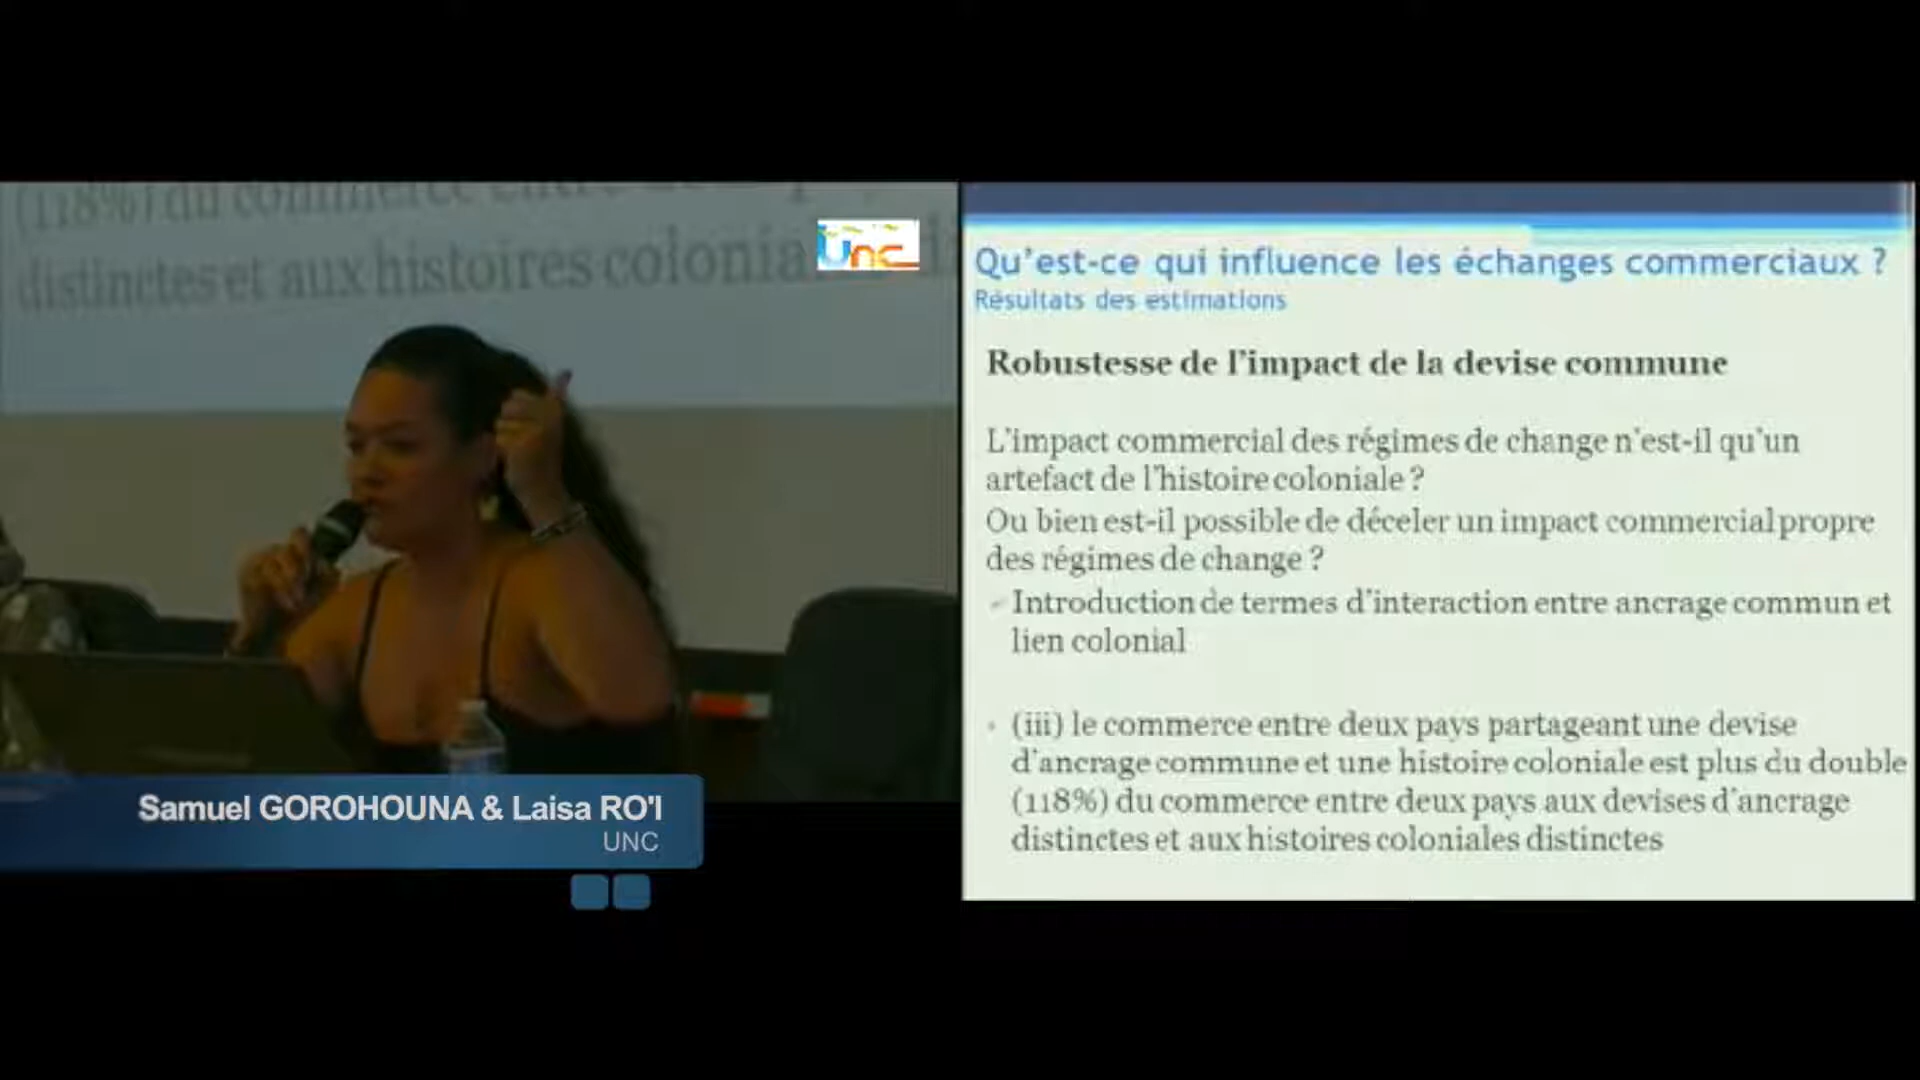 (118%) du commerce
distinctes et aux histoires colonia
unc
Qu'est-ce qui influence les échanges commerciaux ?
Résultats des estimations
Robustesse de l'impact de la devise commune
L'impact commercial des régimes de change n'est-il qu'un
artefact de l'histoire coloniale ?
Ou bien est-il possible de déceler un impact commercial propre
des régimes de change ?
Introduction de termes d'interaction entre ancrage commun et
lien colonial
(iii) le commerce entre deux pays partageant une devise
d'ancrage commune et une histoire coloniale est plus du double
(118%) du commerce entre deux pays aux devises d'ancrage
distinctes et aux histoires coloniales distinctes
Samuel GOROHOUNA & Laisa RO'I
UNC